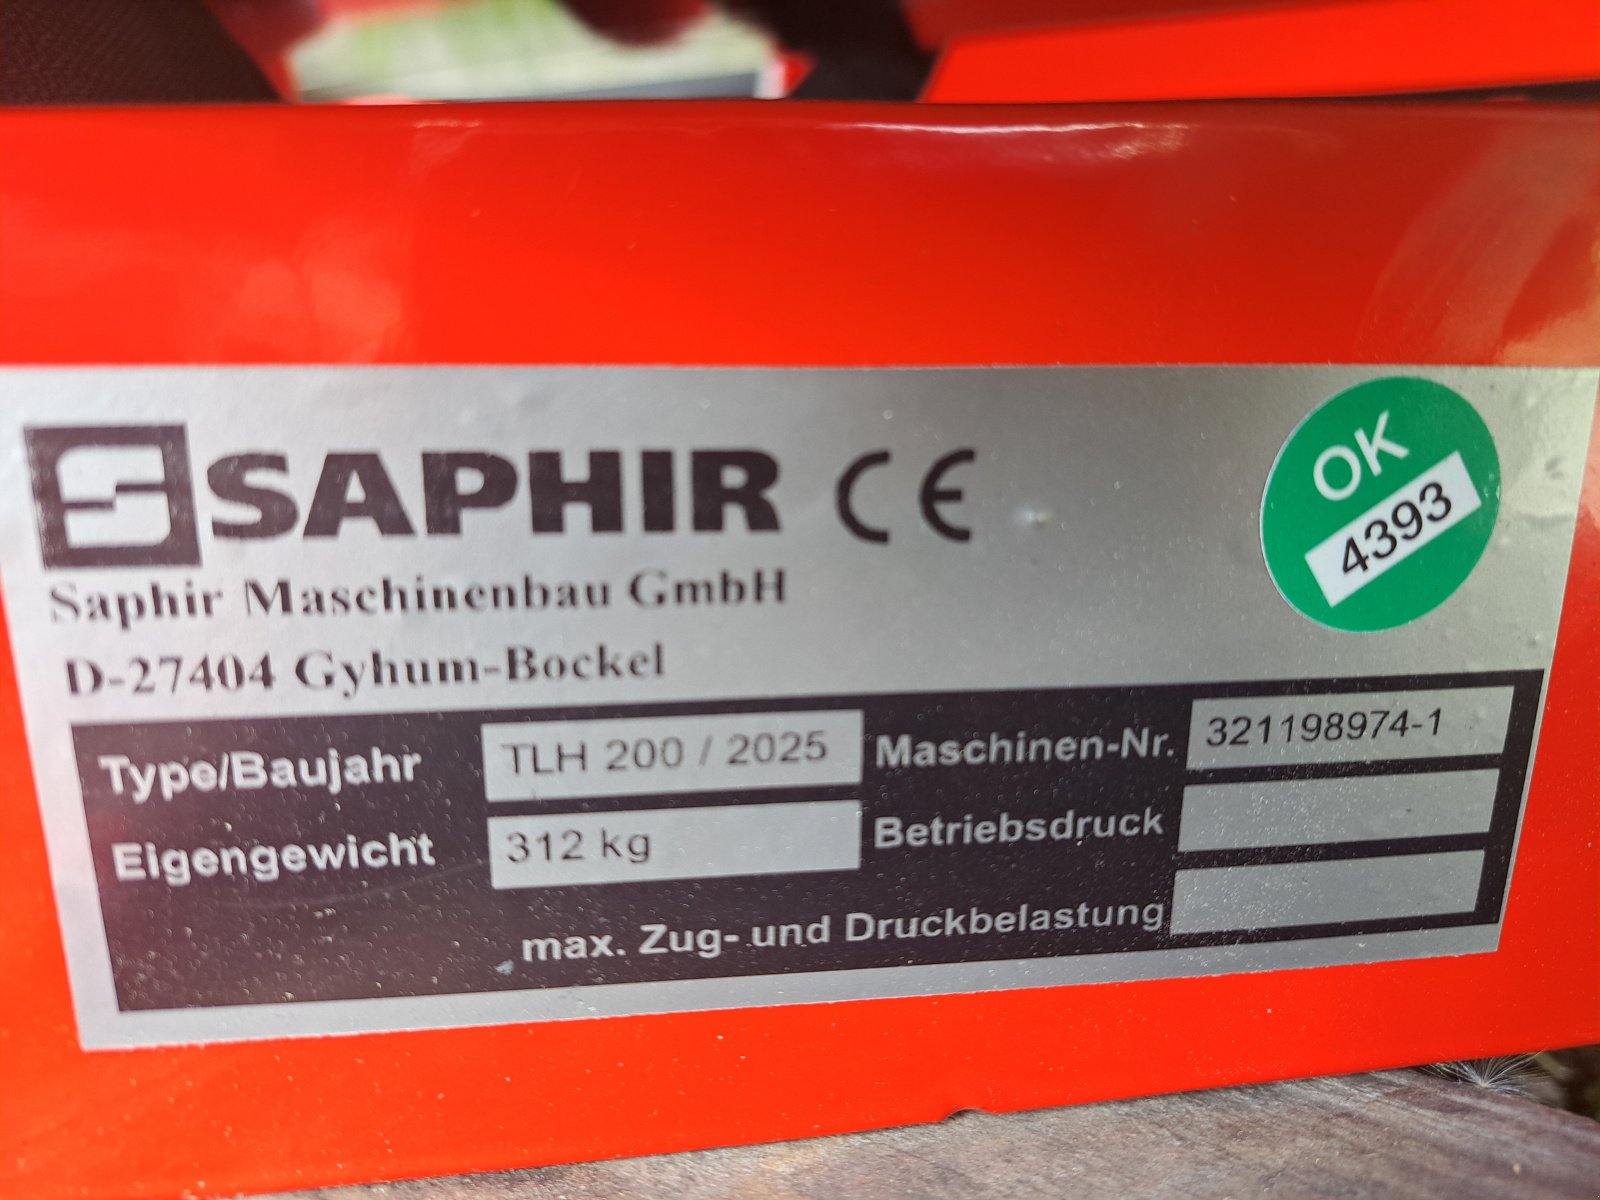 SAPHIR CE
OK
4393
Saphir Maschinenbau GmbH
D-27404 Gyhum-Bockel
Type/Baujahr TLH 200 / 2025 Maschinen-Nr. 321198974-1
Eigengewicht 312 kg Betriebsdruck
max. Zug- und Druckbelastung